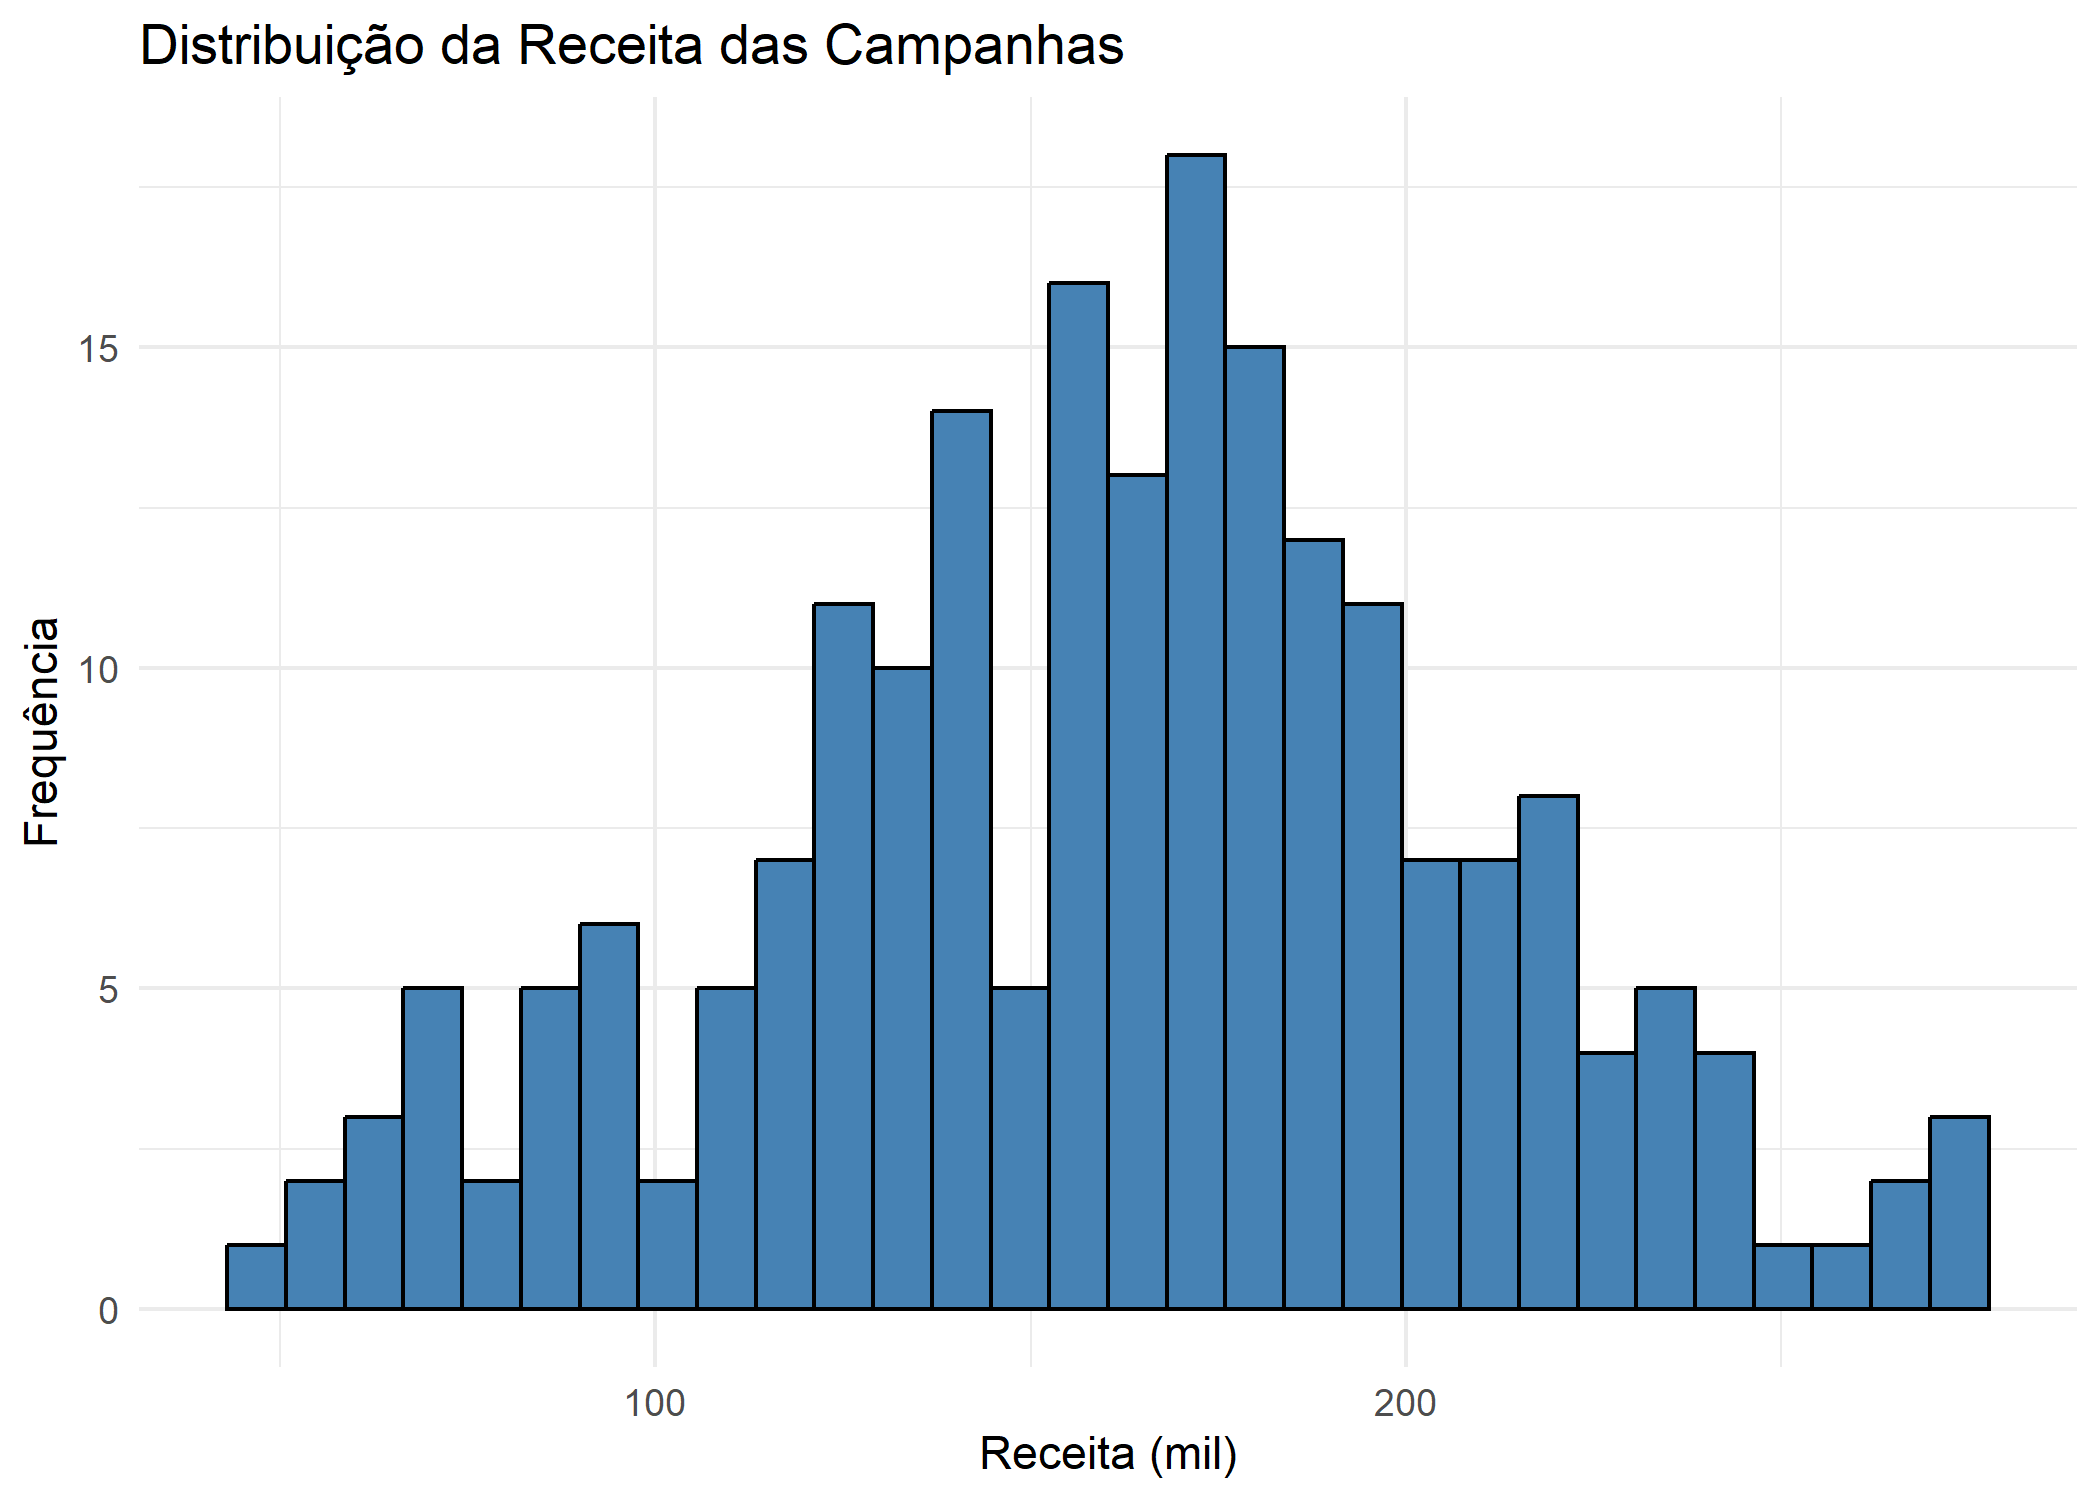 Distribuição da Receita das Campanhas
Frequência
15
10
5
0
100
200
Receita (mil)